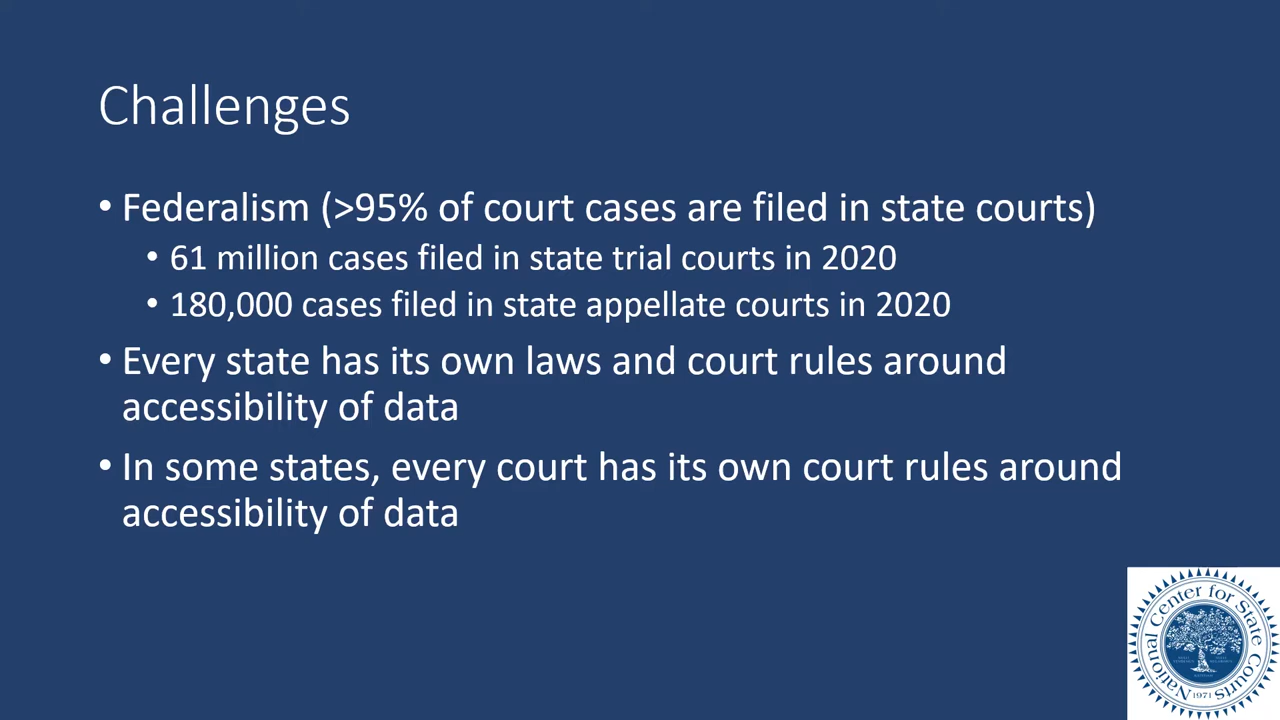 Challenges
• Federalism (>95% of court cases are filed in state courts)
• 61 million cases filed in state trial courts in 2020
• 180,000 cases filed in state appellate courts in 2020
• Every state has its own laws and court rules around
accessibility of data
• In some states, every court has its own court rules around
accessibility of data
National Center for State Courts
1971